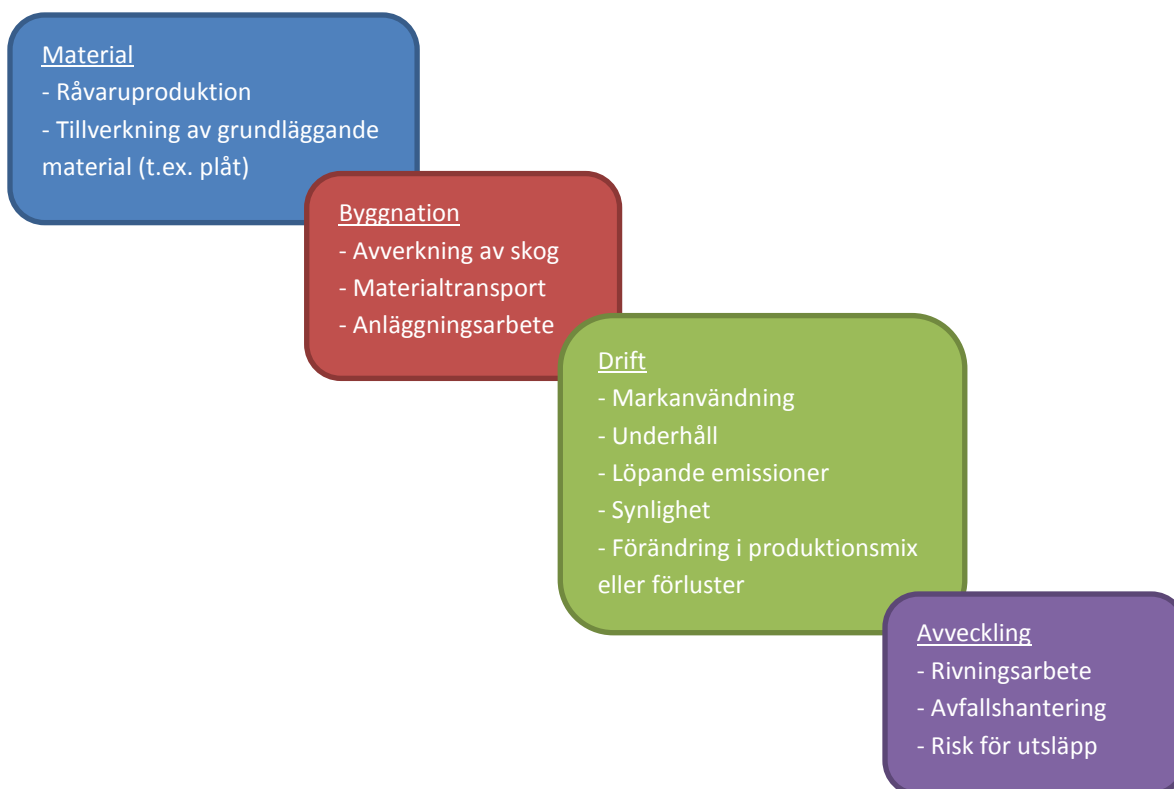 Material
- Råvaruproduktion
- Tillverkning av grundläggande
material (t.ex. plåt)
Byggnation
- Avverkning av skog
- Materialtransport
- Anläggningsarbete
Drift
- Markanvändning
- Underhåll
- Löpande emissioner
- Synlighet
- Förändring i produktionsmix
eller förluster
Avveckling
- Rivningsarbete
- Avfallshantering
- Risk för utsläpp